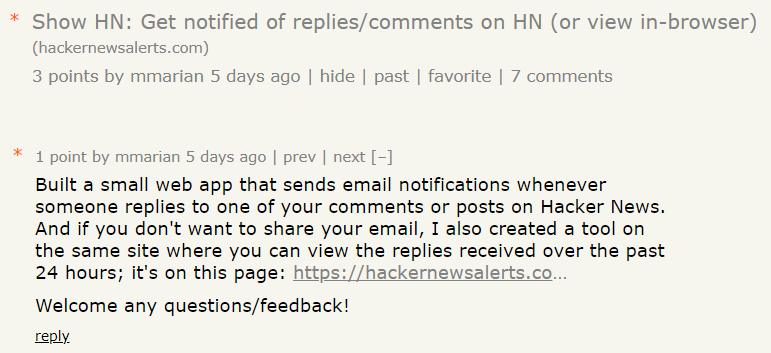 * Show HN: Get notified of replies/comments on HN (or view in-browser)
(hackernewsalerts.com)
3 points by mmarian 5 days ago | hide | past | favorite | 7 comments
* 1 point by mmarian 5 days ago | prev | next [–]
Built a small web app that sends email notifications whenever
someone replies to one of your comments or posts on Hacker News.
And if you don't want to share your email, I also created a tool on
the same site where you can view the replies received over the past
24 hours; it's on this page: https://hackernewsalerts.co...
Welcome any questions/feedback!
reply